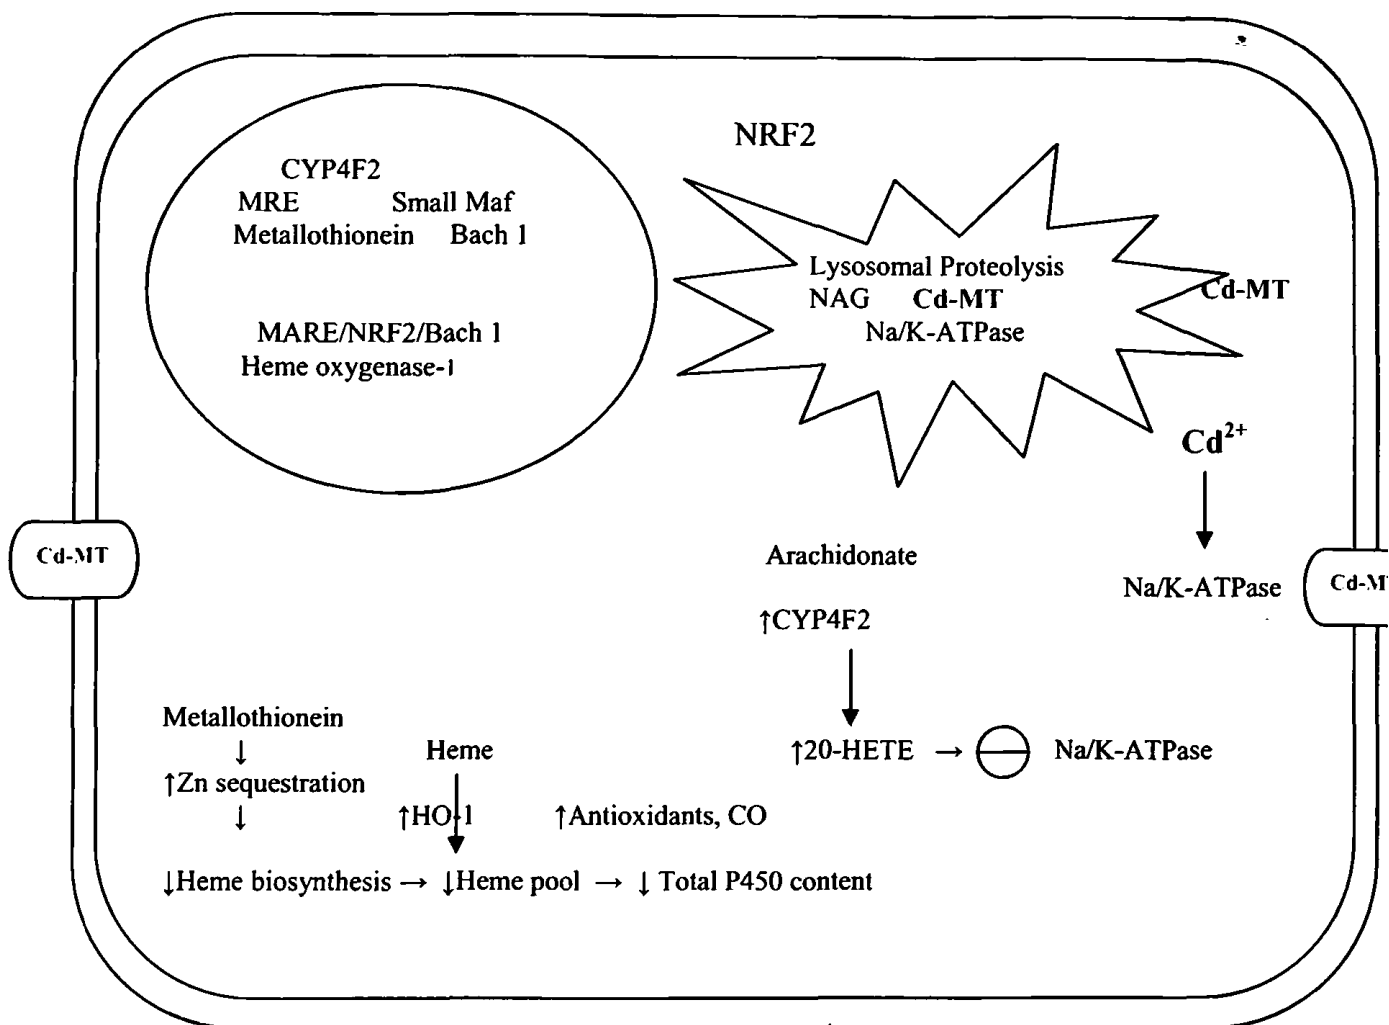 NRF2
CYP4F2
MRE Small Maf
Metallothionein Bach 1
MARE/NRF2/Bach 1
Heme oxygenase-1
Lysosomal Proteolysis
NAG Cd-MT
Na/K-ATPase
Cd-MT
Cd²⁺
Na/K-ATPase
Cd-MT
Cd-M
Arachidonate
↑CYP4F2
↑20-HETE → Na/K-ATPase
Metallothionein
↓
↑Zn sequestration
↓
Heme
↑HO-1 ↑Antioxidants, CO
↓Heme biosynthesis → ↓Heme pool → ↓ Total P450 content